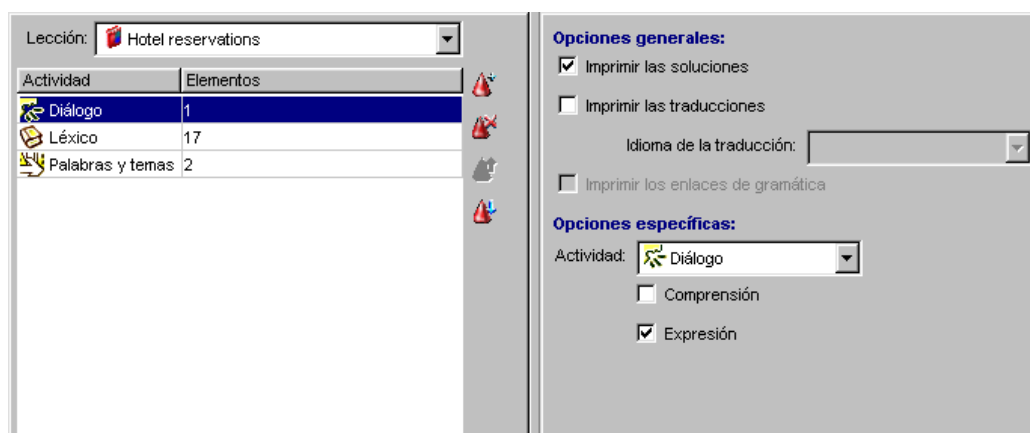 Lección: Hotel reservations
Actividad Elementos
Diálogo 1
Léxico 17
Palabras y temas 2
Opciones generales:
Imprimir las soluciones
Imprimir las traducciones
Idioma de la traducción:
Imprimir los enlaces de gramática
Opciones específicas:
Actividad: Diálogo
Comprensión
Expresión